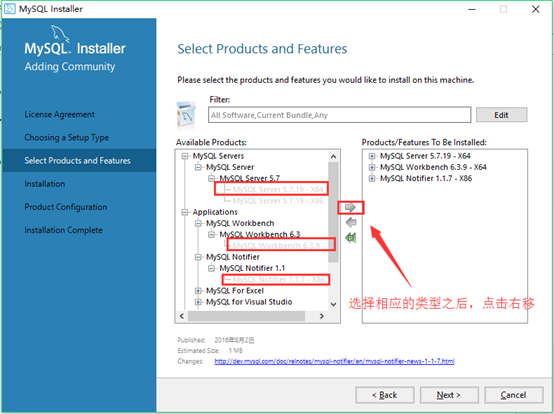 MySQL Installer
MySQL. Installer
Adding Community
License Agreement
Choosing a Setup Type
Select Products and Features
Installation
Product Configuration
Installation Complete
Select Products and Features
Please select the products and features you would like to install on this machine.
Filter:
All Software,Current Bundle,Any
Edit
Available Products:
MySQL Servers
MySQL Server
MySQL Server 5.7
MySQL Server 5.7.19 - X64
MySQL Server 5.7.19 - X86
Applications
MySQL Workbench
MySQL Workbench 6.3
MySQL Workbench 6.3.9 -
MySQL Notifier
MySQL Notifier 1.1
MySQL Notifier 1.1.7 - X86
MySQL For Excel
MySQL for Visual Studio
Products/Features To Be Installed:
MySQL Server 5.7.19 - X64
MySQL Workbench 6.3.9 - X64
MySQL Notifier 1.1.7 - X86
选择相应的类型之后，点击右移
Published: 2016年8月2日
Estimated Size: 1 MB
Changes: http://dev.mysql.com/doc/relnotes/mysql-notifier/en/mysql-notifier-news-1-1-7.html
< Back
Next >
Cancel